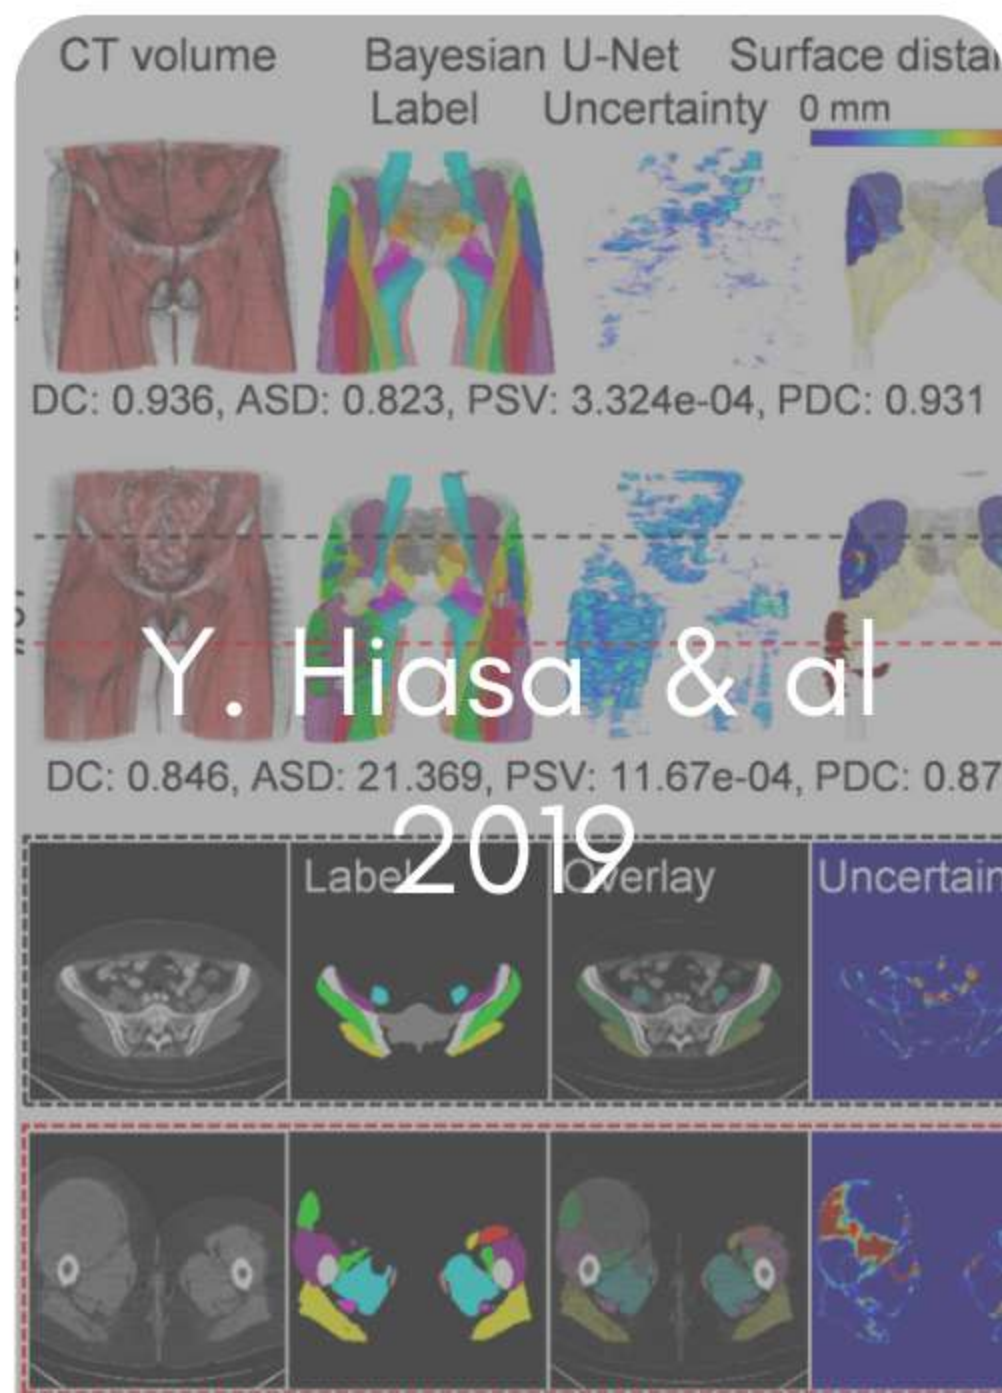 CT volume Bayesian U-Net Surface
Label Uncertainty 0 mm
DC: 0.936, ASD: 0.823, PSV: 3.324e-04, PDC: 0.931
Y. Hiasa & al
DC: 0.846, ASD: 21.369, PSV: 11.67e-04, PDC: 0.87
2019
Label Overlay